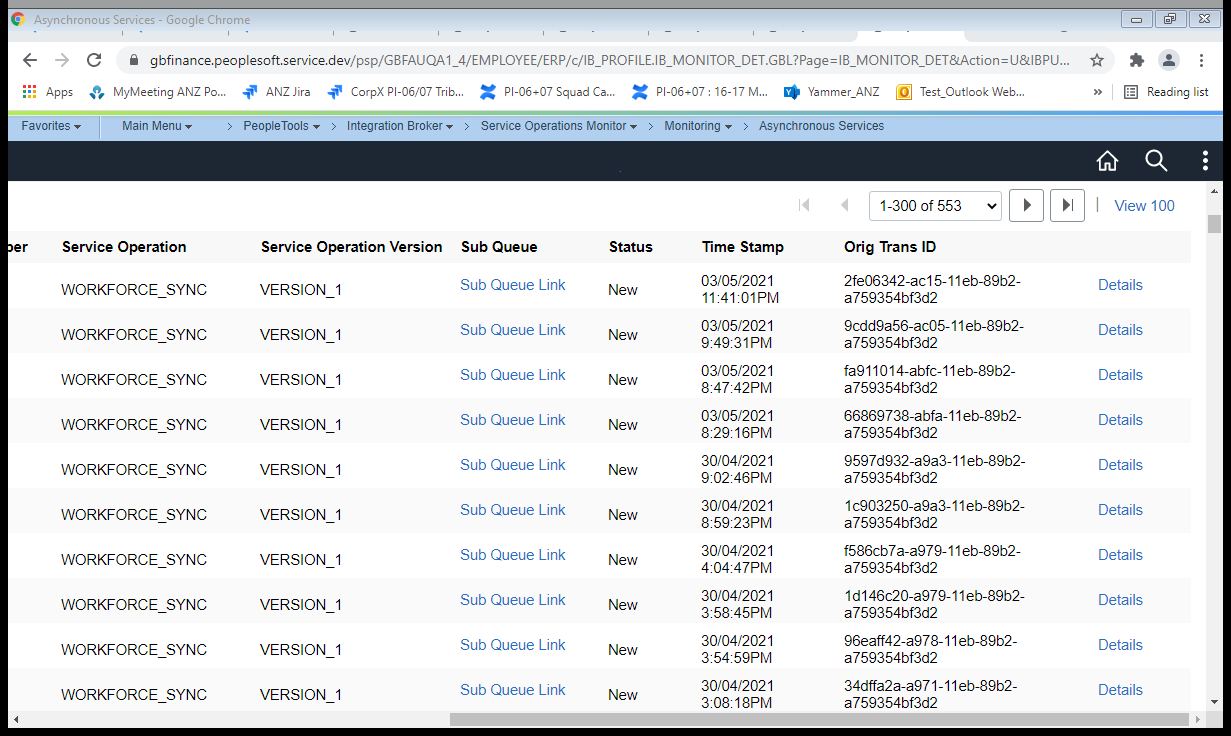 Asynchronous Services - Google Chrome
gbfinance.peoplesoft.service.dev/psp/GBFAUQA1_4/EMPLOYEE/ERP/c/IB_PROFILE.IB_MONITOR_DET.GBL?Page=IB_MONITOR_DET&Action=U&IBPU...
Apps MyMeeting ANZ Po... ANZ Jira CorpX PI-06/07 Trib... PI-06+07 Squad Ca... PI-06+07 : 16-17 M... Yammer_ANZ Test_Outlook Web... » Reading list
Favorites Main Menu > PeopleTools > Integration Broker > Service Operations Monitor > Monitoring > Asynchronous Services
1-300 of 553 | View 100
ber Service Operation Service Operation Version Sub Queue Status Time Stamp Orig Trans ID
WORKFORCE_SYNC VERSION_1 Sub Queue Link New 03/05/2021 2fe06342-ac15-11eb-89b2- Details
11:41:01PM a759354bf3d2
WORKFORCE_SYNC VERSION_1 Sub Queue Link New 03/05/2021 9cdd9a56-ac05-11eb-89b2- Details
9:49:31PM a759354bf3d2
WORKFORCE_SYNC VERSION_1 Sub Queue Link New 03/05/2021 fa911014-abfc-11eb-89b2- Details
8:47:42PM a759354bf3d2
WORKFORCE_SYNC VERSION_1 Sub Queue Link New 03/05/2021 66869738-abfa-11eb-89b2- Details
8:29:16PM a759354bf3d2
WORKFORCE_SYNC VERSION_1 Sub Queue Link New 30/04/2021 9597d932-a9a3-11eb-89b2- Details
9:02:46PM a759354bf3d2
WORKFORCE_SYNC VERSION_1 Sub Queue Link New 30/04/2021 1c903250-a9a3-11eb-89b2- Details
8:59:23PM a759354bf3d2
WORKFORCE_SYNC VERSION_1 Sub Queue Link New 30/04/2021 f586cb7a-a979-11eb-89b2- Details
4:04:47PM a759354bf3d2
WORKFORCE_SYNC VERSION_1 Sub Queue Link New 30/04/2021 1d146c20-a979-11eb-89b2- Details
3:58:45PM a759354bf3d2
WORKFORCE_SYNC VERSION_1 Sub Queue Link New 30/04/2021 96eaff42-a978-11eb-89b2- Details
3:54:59PM a759354bf3d2
WORKFORCE_SYNC VERSION_1 Sub Queue Link New 30/04/2021 34dffa2a-a971-11eb-89b2- Details
3:08:18PM a759354bf3d2